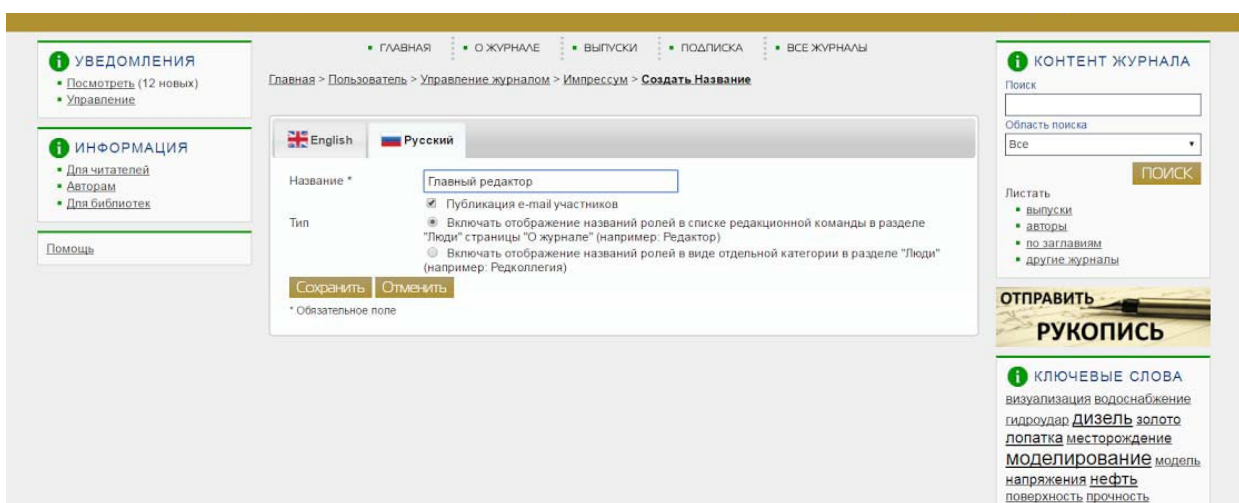 ГЛАВНАЯ
О ЖУРНАЛЕ
ВЫПУСКИ
ПОДПИСКА
ВСЕ ЖУРНАЛЫ
УВЕДОМЛЕНИЯ
Посмотреть (12 новых)
Управление
ИНФОРМАЦИЯ
Для читателей
Авторам
Для библиотек
Помощь
Главная > Пользователь > Управление журналом > Импрессум > Создать Название
English
Русский
Название *
Главный редактор
Публикация e-mail участников
Тип
Включать отображение названий ролей в списке редакционной команды в разделе
"Люди" страницы "О журнале" (например: Редактор)
Включать отображение названий ролей в виде отдельной категории в разделе "Люди"
(например: Редколлегия)
Сохранить
Отменить
* Обязательное поле
КОНТЕНТ ЖУРНАЛА
Поиск
Область поиска
Все
ПОИСК
Листать
выпуски
авторы
по заглавиям
другие журналы
ОТПРАВИТЬ
РУКОПИСЬ
КЛЮЧЕВЫЕ СЛОВА
визуализация водоснабжение
гидроудар дизель золото
лопатка месторождение
моделирование модель
напряжения нефть
поверхность прочность